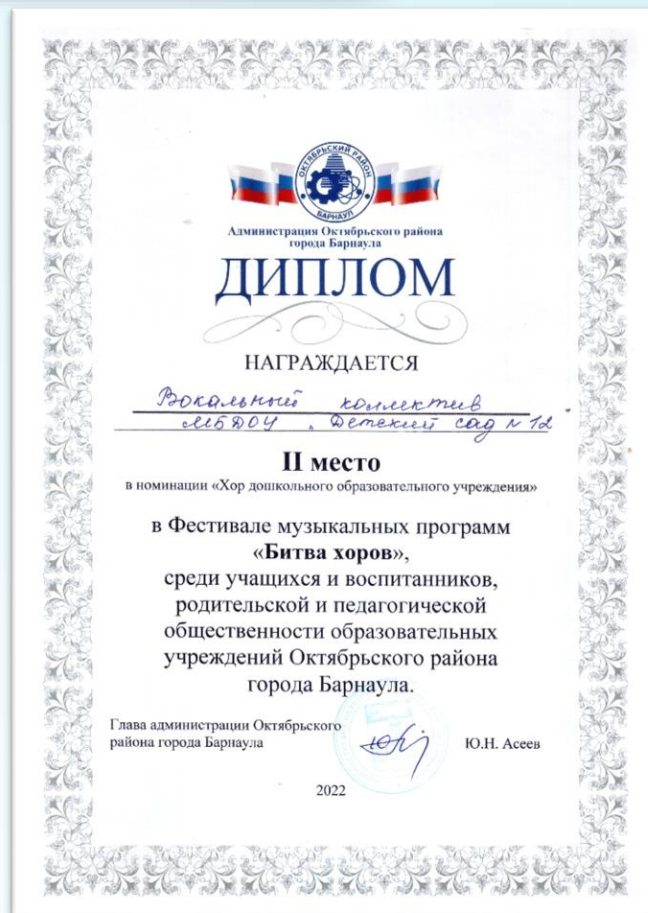 ОКТЯБРЬСКИЙ РАЙОН
БАРНАУЛ
Администрация Октябрьского района
города Барнаула
ДИПЛОМ
НАГРАЖДАЕТСЯ
Вокальный коллектив
МБДОУ „Детский сад № 12"
II место
в номинации «Хор дошкольного образовательного учреждения»
в Фестивале музыкальных программ
«Битва хоров»,
среди учащихся и воспитанников,
родительской и педагогической
общественности образовательных
учреждений Октябрьского района
города Барнаула.
Глава администрации Октябрьского
района города Барнаула
Ю.Н. Асеев
2022